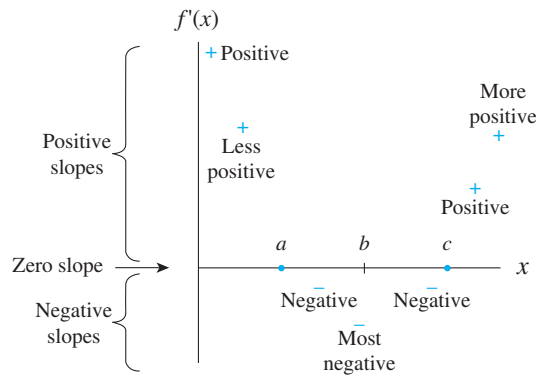 f'(x)
+ Positive
More
positive
+
+
Less
positive
Positive
slopes
+
Positive
a
b
c
Zero slope
x
−
Negative
−
Negative
Negative
slopes
−
Most
negative